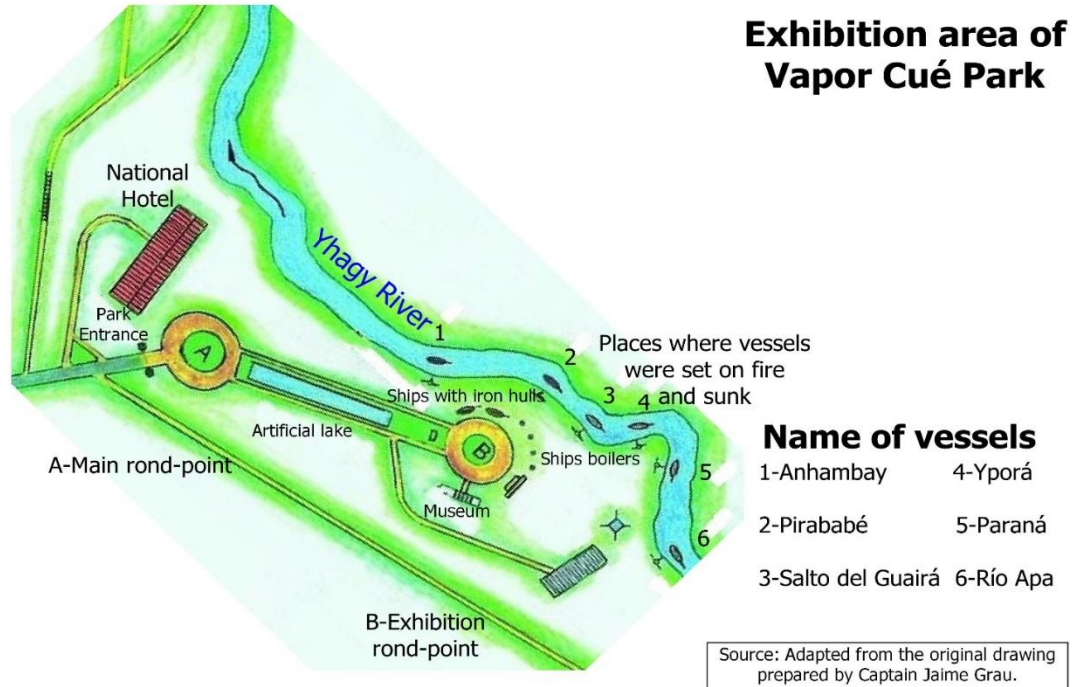 Exhibition area of
Vapor Cué Park
National
Hotel
Yhagy River
Park
Entrance
1
2
Places where vessels
were set on fire
and sunk
3
4
A
Ships with iron hulls
Artificial lake
D
B
Ships boilers
5
Name of vessels
A-Main rond-point
1-Anhambay 4-Yporá
Museum
2-Pirababé 5-Paraná
6
3-Salto del Guairá 6-Río Apa
B-Exhibition
rond-point
Source: Adapted from the original drawing
prepared by Captain Jaime Grau.